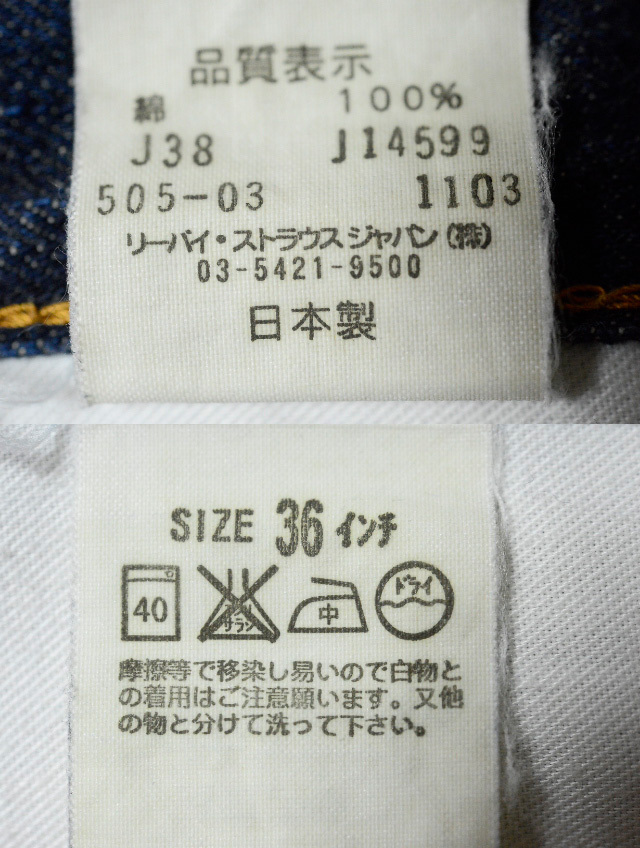 品質表示
綿 100%
J38 J14599
505-03 1103
リーバイ・ストラウスジャパン(株)
03-5421-9500
日本製
SIZE 36 インチ
40 サラシ 中 ドライ
摩擦等で移染し易いので白物と
の着用はご注意願います。又他
の物と分けて洗って下さい。